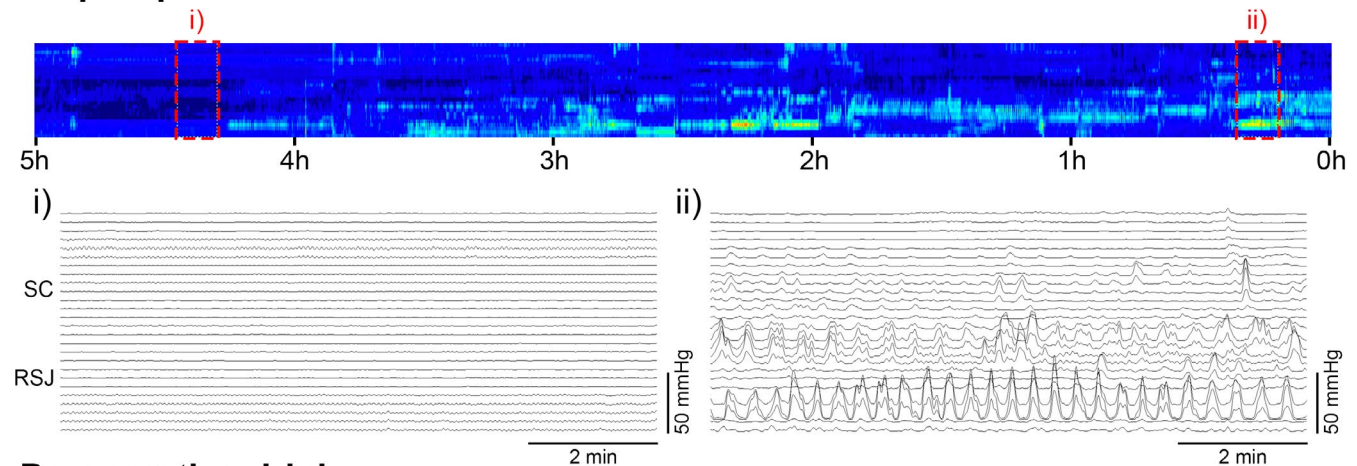 i) ii)
5h 4h 3h 2h 1h 0h
i) ii)
SC
RSJ
50 mmHg 50 mmHg
2 min 2 min